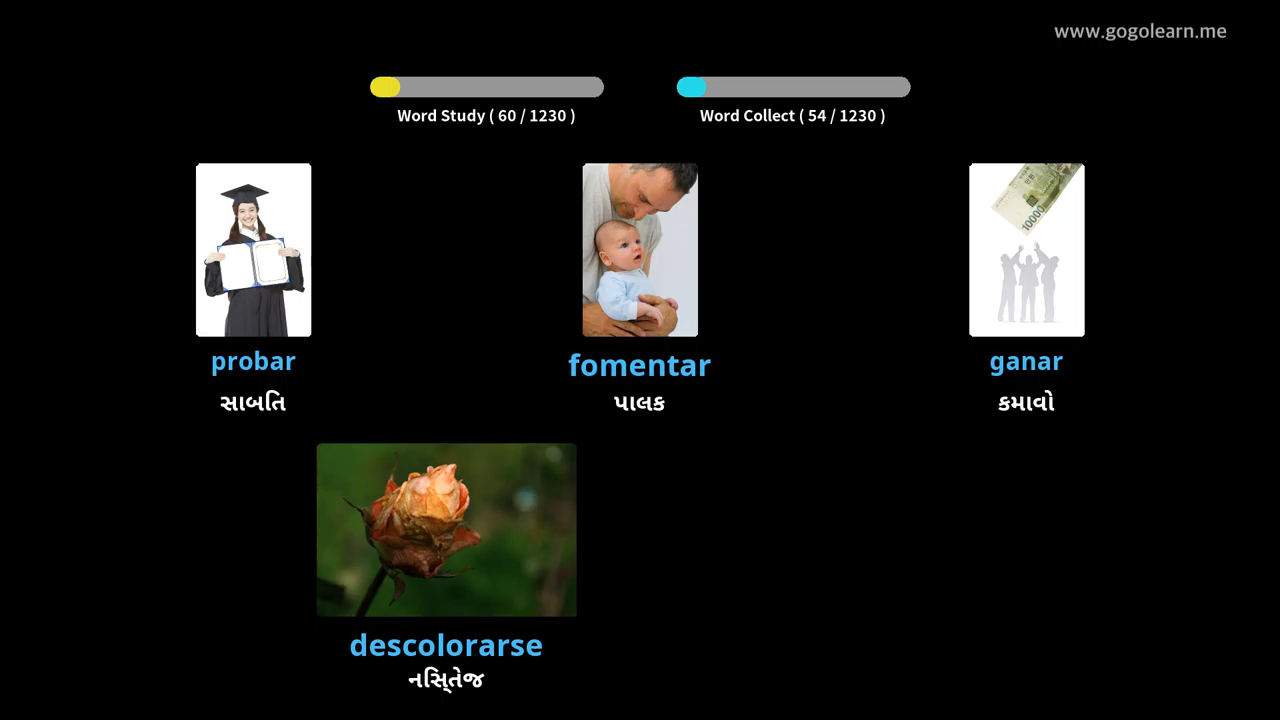 www.gogolearn.me
Word Study ( 60 / 1230 )
Word Collect ( 54 / 1230 )
probar
fomentar
ganar
સાબતિ
પાલક
કમાવો
descolorarse
નસ્તિેજ